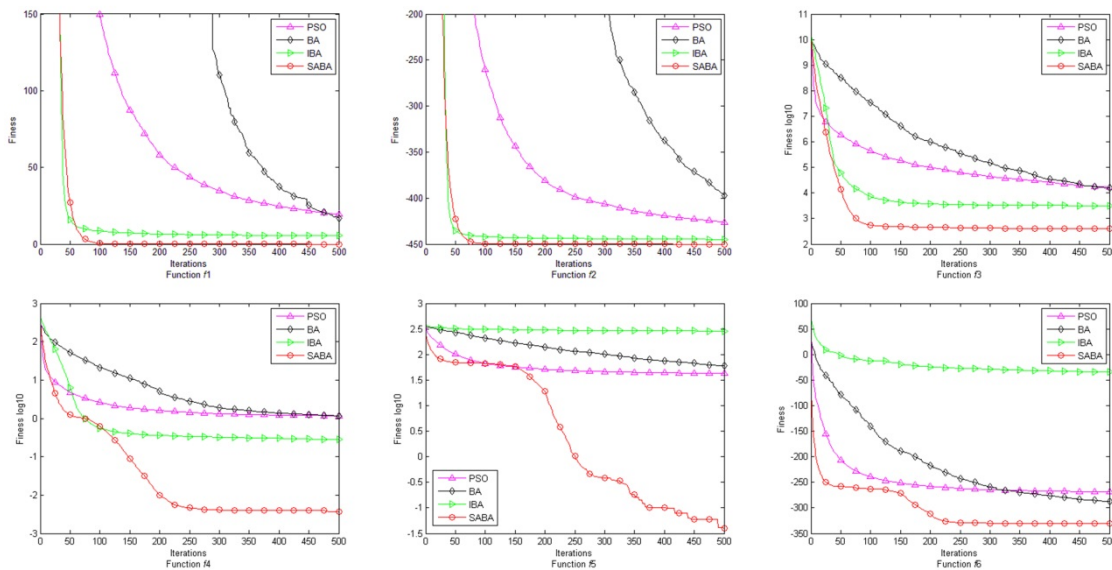 150
100
50
0
Finess
PSO
BA
IBA
SABA
0 50 100 150 200 250 300 350 400 450 500
Iterations
Function f1
-200
-250
-300
-350
-400
-450
Finess
PSO
BA
IBA
SABA
0 50 100 150 200 250 300 350 400 450 500
Iterations
Function f2
11
10
9
8
7
6
5
4
3
2
Finess log10
PSO
BA
IBA
SABA
0 50 100 150 200 250 300 350 400 450 500
Iterations
Function f3
3
2
1
0
-1
-2
-3
Finess log10
PSO
BA
IBA
SABA
0 50 100 150 200 250 300 350 400 450 500
Iterations
Function f4
3
2.5
2
1.5
1
0.5
0
-0.5
-1
-1.5
Finess log10
PSO
BA
IBA
SABA
0 50 100 150 200 250 300 350 400 450 500
Iterations
Function f5
100
50
0
-50
-100
-150
-200
-250
-300
-350
Finess
PSO
BA
IBA
SABA
0 50 100 150 200 250 300 350 400 450 500
Iterations
Function f6